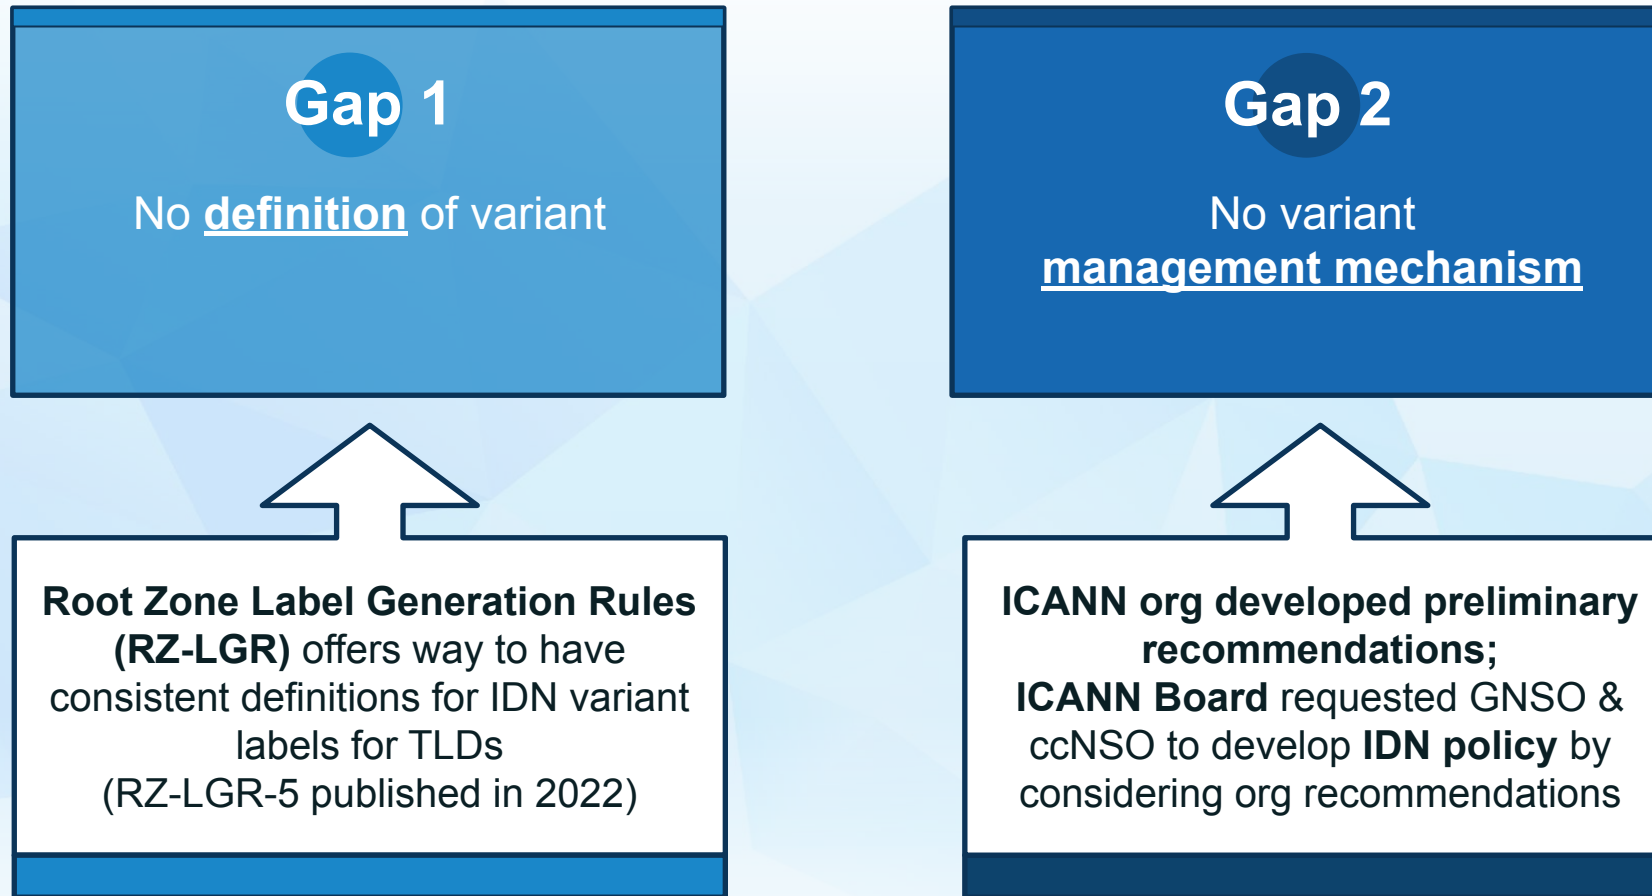 Gap 1
No definition of variant
Root Zone Label Generation Rules
(RZ-LGR) offers way to have
consistent definitions for IDN variant
labels for TLDs
(RZ-LGR-5 published in 2022)
Gap 2
No variant
management mechanism
ICANN org developed preliminary
recommendations;
ICANN Board requested GNSO &
ccNSO to develop IDN policy by
considering org recommendations